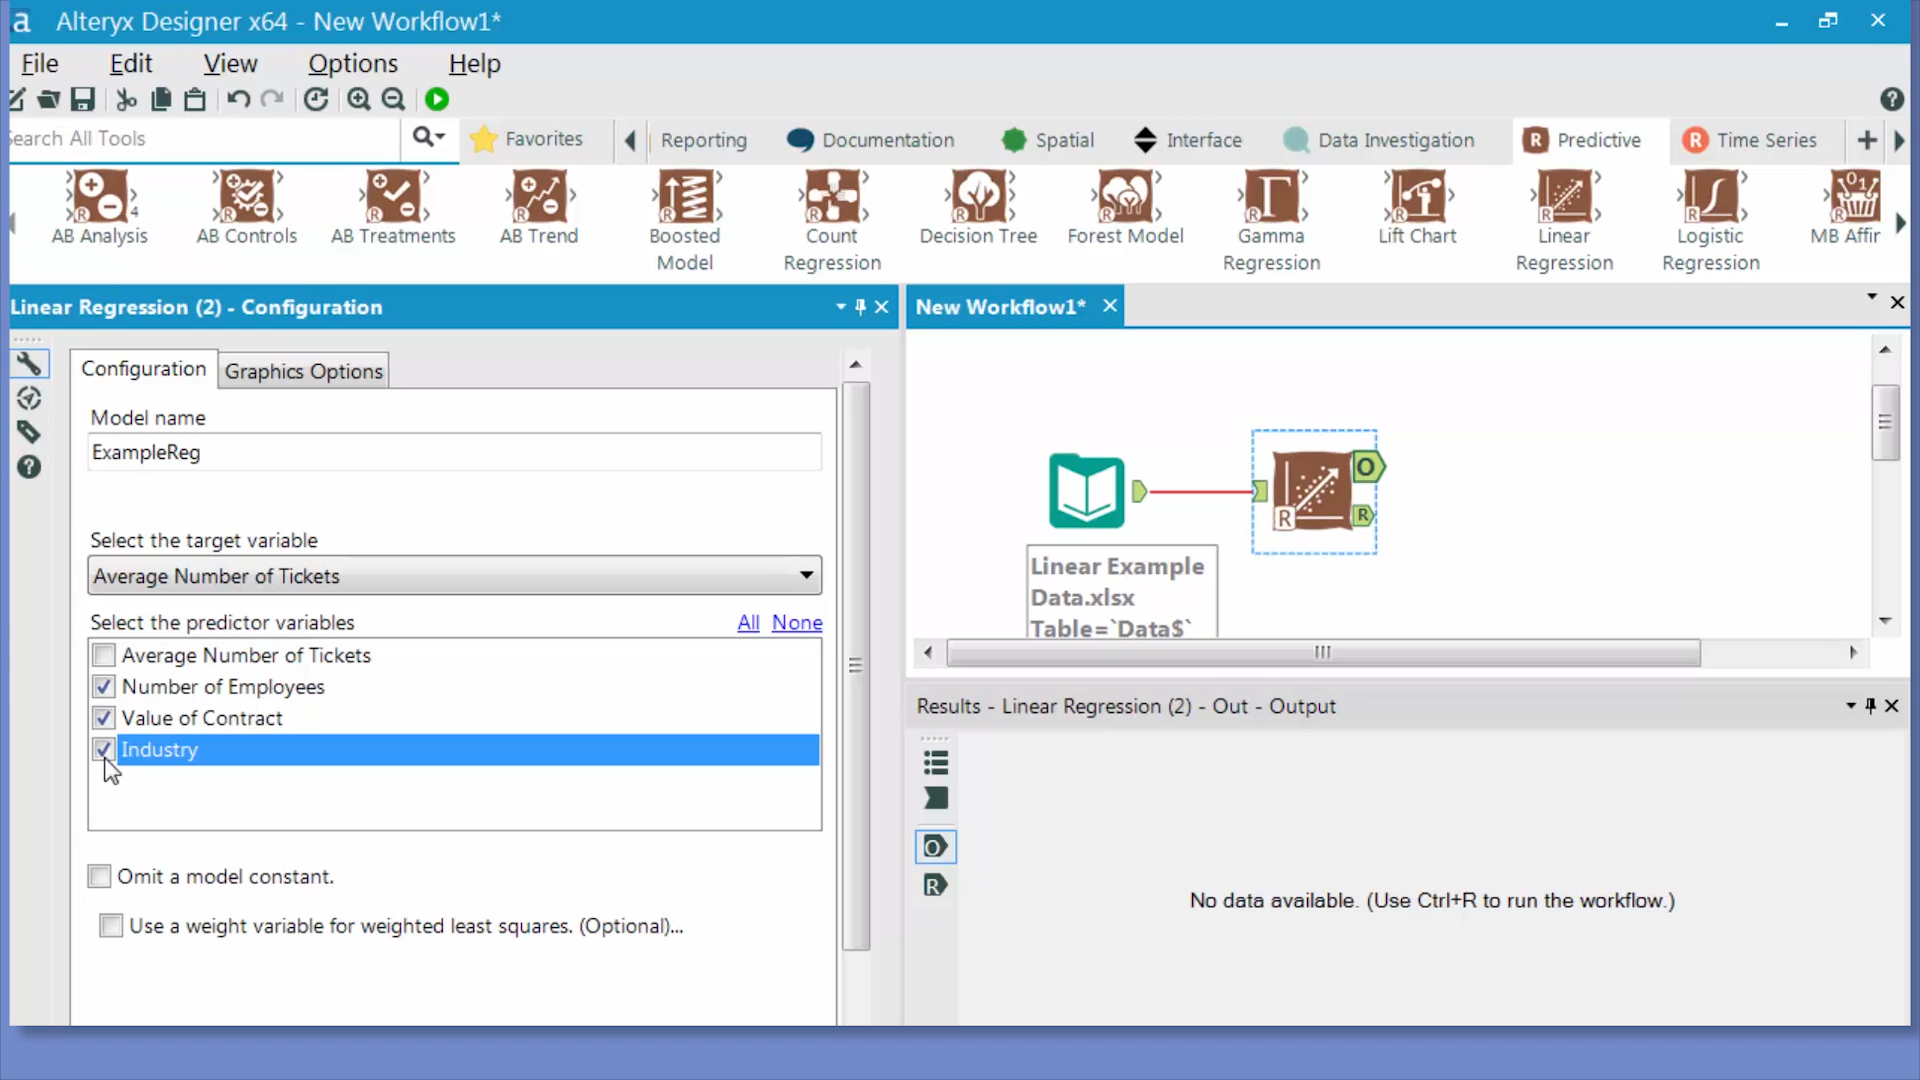 a Alteryx Designer x64 - New Workflow1*
File Edit View Options Help
Search All Tools
Favorites
Reporting
Documentation
Spatial
Interface
Data Investigation
R Predictive
R Time Series
AB Analysis
AB Controls
AB Treatments
AB Trend
Boosted
Model
Count
Regression
Decision Tree
Forest Model
Gamma
Regression
Lift Chart
Linear
Regression
Logistic
Regression
MB Affin
Linear Regression (2) - Configuration
New Workflow1*
Configuration
Graphics Options
Model name
ExampleReg
Select the target variable
Average Number of Tickets
Select the predictor variables All None
Average Number of Tickets
Number of Employees
Value of Contract
Industry
Omit a model constant.
Use a weight variable for weighted least squares. (Optional)...
O
R
R
Linear Example
Data.xlsx
Table=`Data$`
Results - Linear Regression (2) - Out - Output
O
R
No data available. (Use Ctrl+R to run the workflow.)